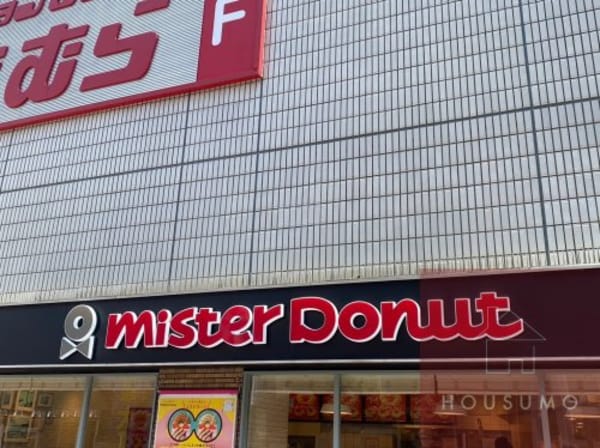 むら
F
mister Donut
HOUSUMO